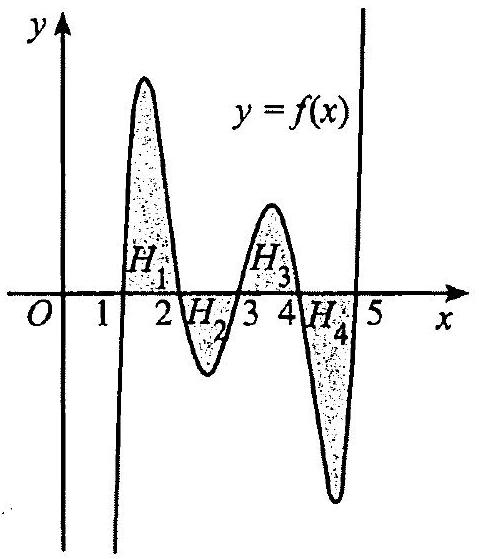 y
y = f(x)
H₁
H₃
O 1 2 H₂ 3 4 H₄ 5 x